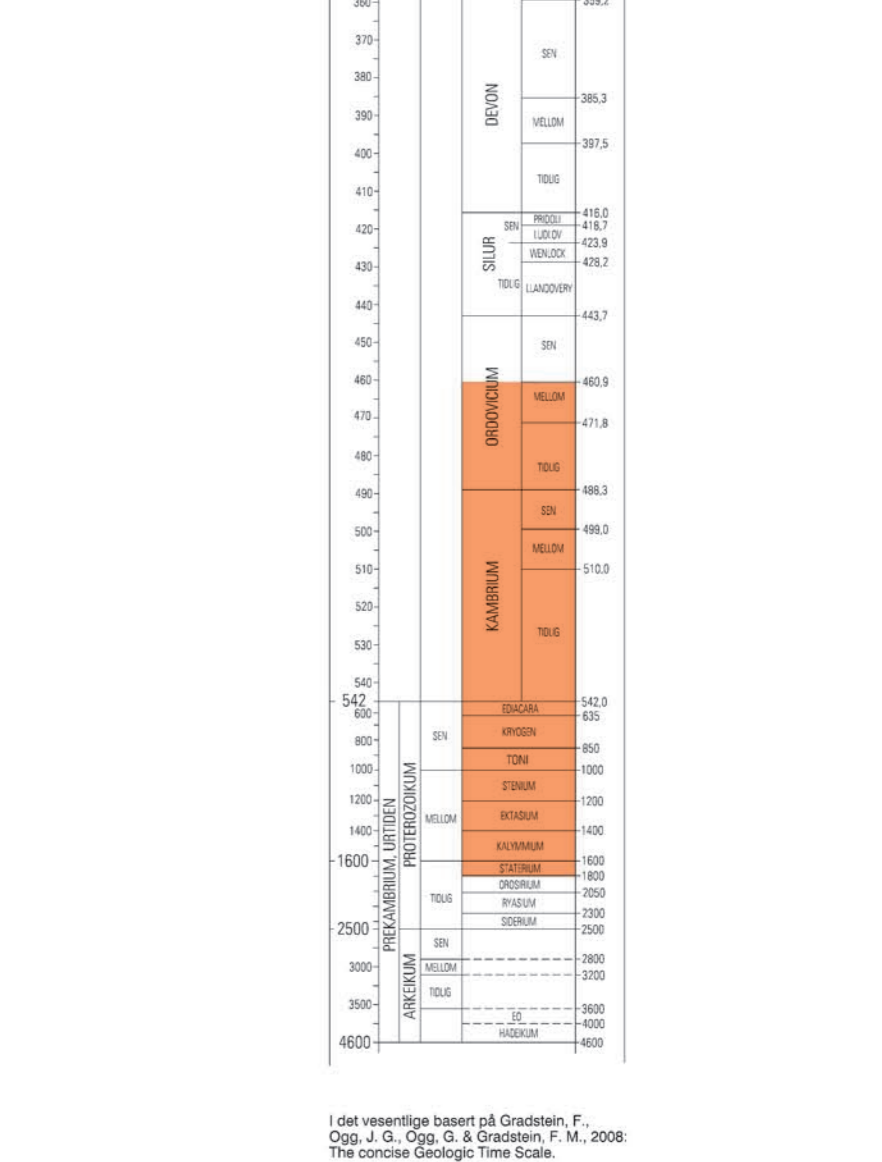 360
359,2
370
SEN
380
385,3
DEVON
390
MELLOM
397,5
400
TIDLIG
410
416,0
PRIDOLI
418,7
420
SEN
LUDLOV
423,9
SILUR
WENLOCK
428,2
430
TIDLIG
LLANDOVERY
440
443,7
450
SEN
460
460,9
ORDOVICIUM
MELLOM
470
471,8
480
TIDLIG
488,3
490
SEN
500
499,0
MELLOM
510
510,0
KAMBRIUM
520
TIDLIG
530
540
542
542,0
EDIACARA
600
635
SEN
KRYOGEN
800
850
TONI
1000
1000
PREKAMBRIUM, URTIDEN
PROTEROZOIKUM
STENIUM
1200
1200
MELLOM
EKTASIUM
1400
1400
KALYMMIUM
1600
1600
STATERIUM
1800
OROSIRIUM
2050
TIDLIG
RYASIUM
2300
SIDERIUM
2500
2500
ARKEIKUM
SEN
2800
3000
MELLOM
3200
TIDLIG
3500
3600
EO
4000
HADEIKUM
4600
4600
I det vesentlige basert på Gradstein, F.,
Ogg, J. G., Ogg, G. & Gradstein, F. M., 2008:
The concise Geologic Time Scale.